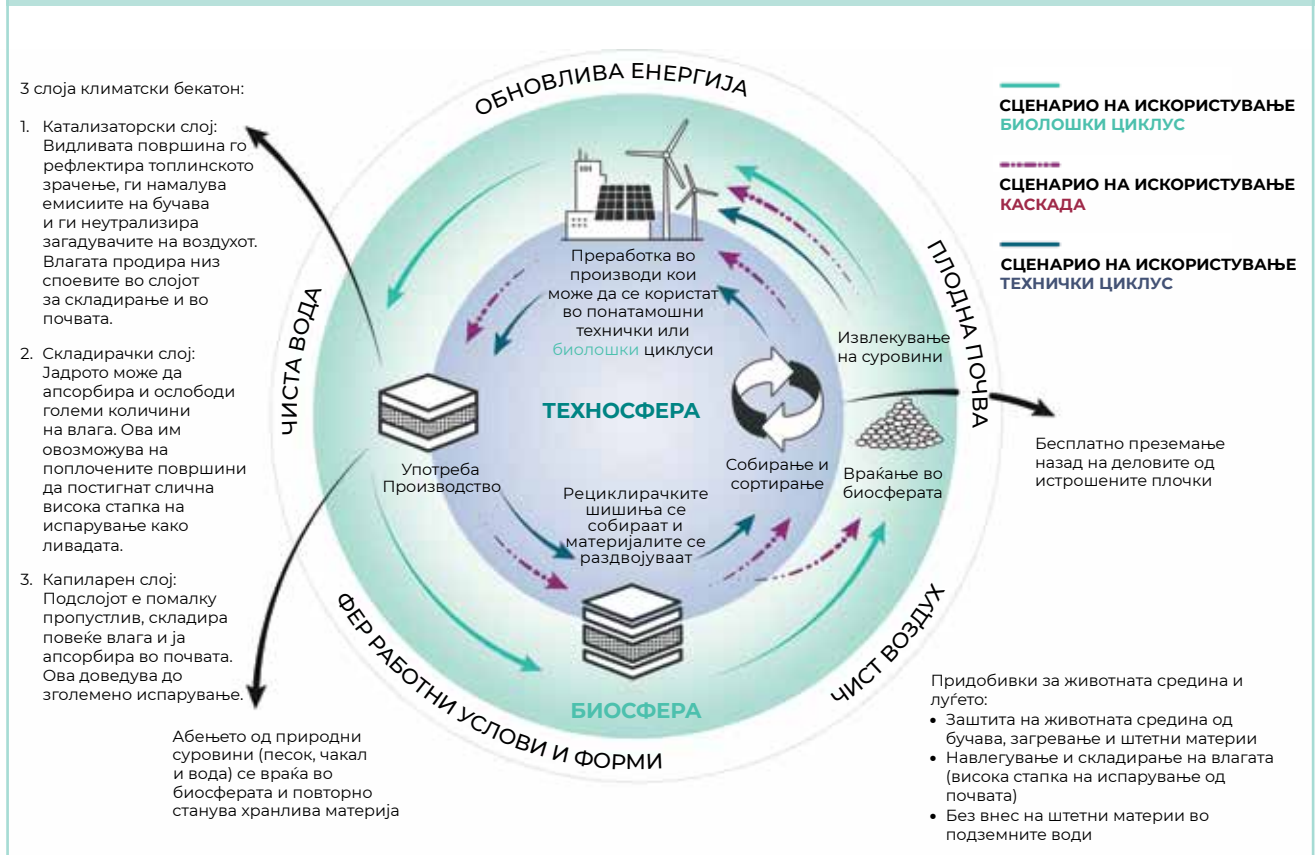 3 слоја климатски бекатон:
1. Катализаторски слој:
Видливата површина го
рефлектира топлинското
зрачење, ги намалува
емисиите на бучава
и ги неутрализира
загадувачите на воздухот.
Влагата продира низ
споевите во слојот
за складирање и во
почвата.
2. Складирачки слој:
Јадрото може да
апсорбира и ослободи
големи количини
на влага. Ова им
овозможува на
поплочените површини
да постигнат слична
висока стапка на
испарување како
ливадата.
3. Капиларен слој:
Подслојот е помалку
пропустлив, складира
повеќе влага и ја
апсорбира во почвата.
Ова доведува до
зголемено испарување.
Абењето од природни
суровини (песок, чакал
и вода) се враќа во
биосферата и повторно
станува хранлива материја
ОБНОВЛИВА ЕНЕРГИЈА
ЧИСТА ВОДА
ПЛОДНА ПОЧВА
ФЕР РАБОТНИ УСЛОВИ И ФОРМИ
ЧИСТ ВОЗДУХ
Преработка во
производи кои
може да се користат
во понатамошни
технички или
биолошки циклуси
ТЕХНОСФЕРА
Употреба
Производство
Рециклирачките
шишиња се
собираат и
материјалите се
раздвојуваат
Собирање и
сортирање
Извлекување
на суровини
Враќање во
биосферата
БИОСФЕРА
СЦЕНАРИО НА ИСКОРИСТУВАЊЕ
БИОЛОШКИ ЦИКЛУС
СЦЕНАРИО НА ИСКОРИСТУВАЊЕ
КАСКАДА
СЦЕНАРИО НА ИСКОРИСТУВАЊЕ
ТЕХНИЧКИ ЦИКЛУС
Бесплатно преземање
назад на деловите од
истрошените плочки
Придобивки за животната средина и
луѓето:
• Заштита на животната средина од
бучава, загревање и штетни материи
• Навлегување и складирање на влагата
(висока стапка на испарување од
почвата)
• Без внес на штетни материи во
подземните води